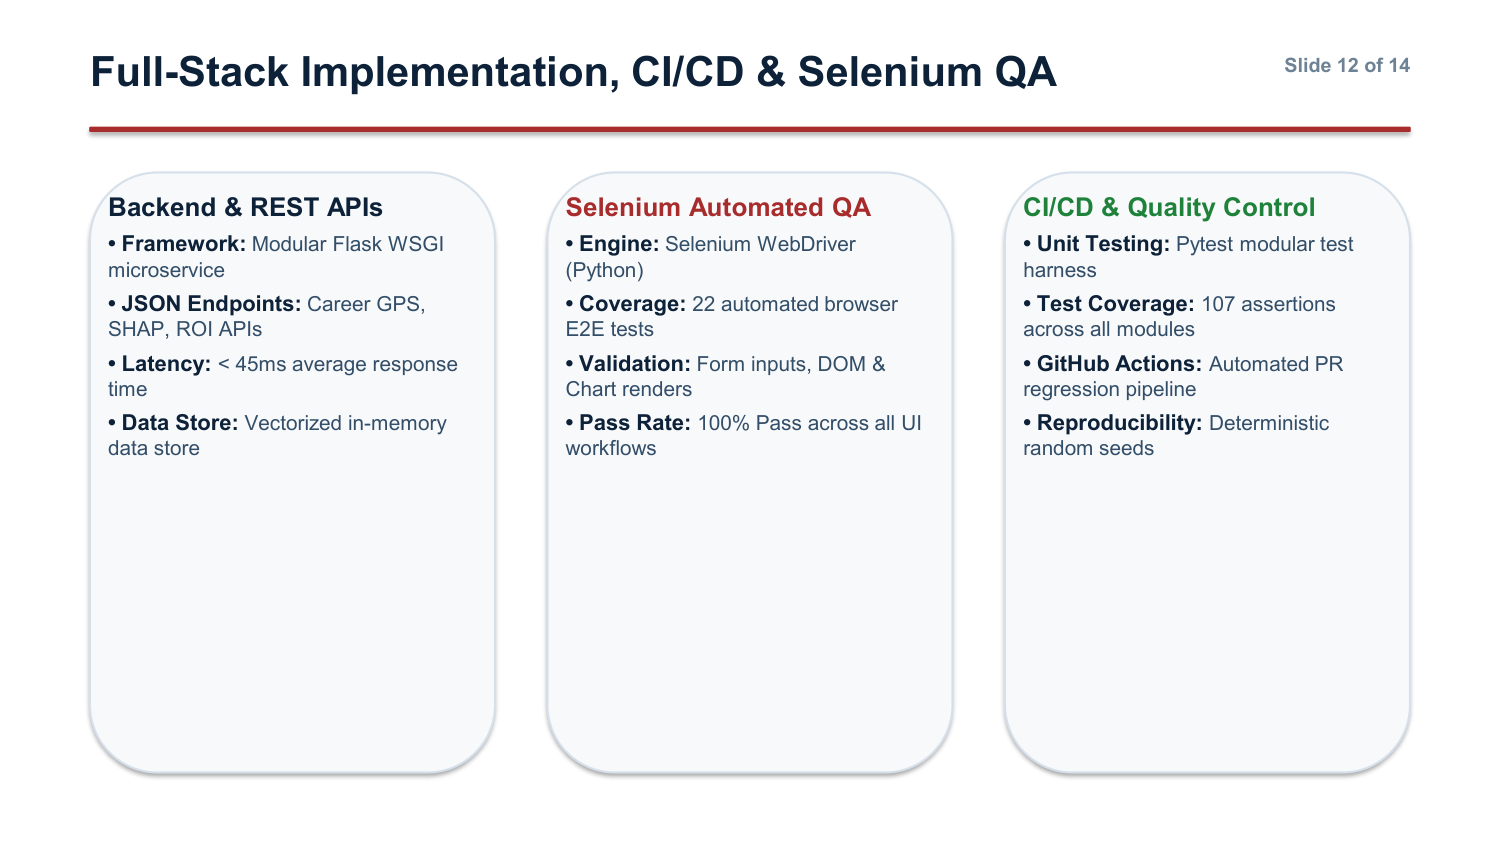 Full-Stack Implementation, CI/CD & Selenium QA
Slide 12 of 14
Backend & REST APIs
• Framework: Modular Flask WSGI
microservice
• JSON Endpoints: Career GPS,
SHAP, ROI APIs
• Latency: < 45ms average response
time
• Data Store: Vectorized in-memory
data store
Selenium Automated QA
• Engine: Selenium WebDriver
(Python)
• Coverage: 22 automated browser
E2E tests
• Validation: Form inputs, DOM &
Chart renders
• Pass Rate: 100% Pass across all UI
workflows
CI/CD & Quality Control
• Unit Testing: Pytest modular test
harness
• Test Coverage: 107 assertions
across all modules
• GitHub Actions: Automated PR
regression pipeline
• Reproducibility: Deterministic
random seeds